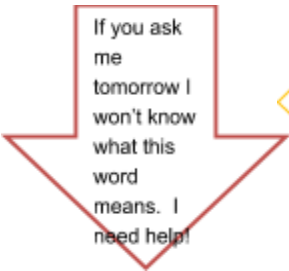 If you ask
me
tomorrow I
won't know
what this
word
means.  I
need help!